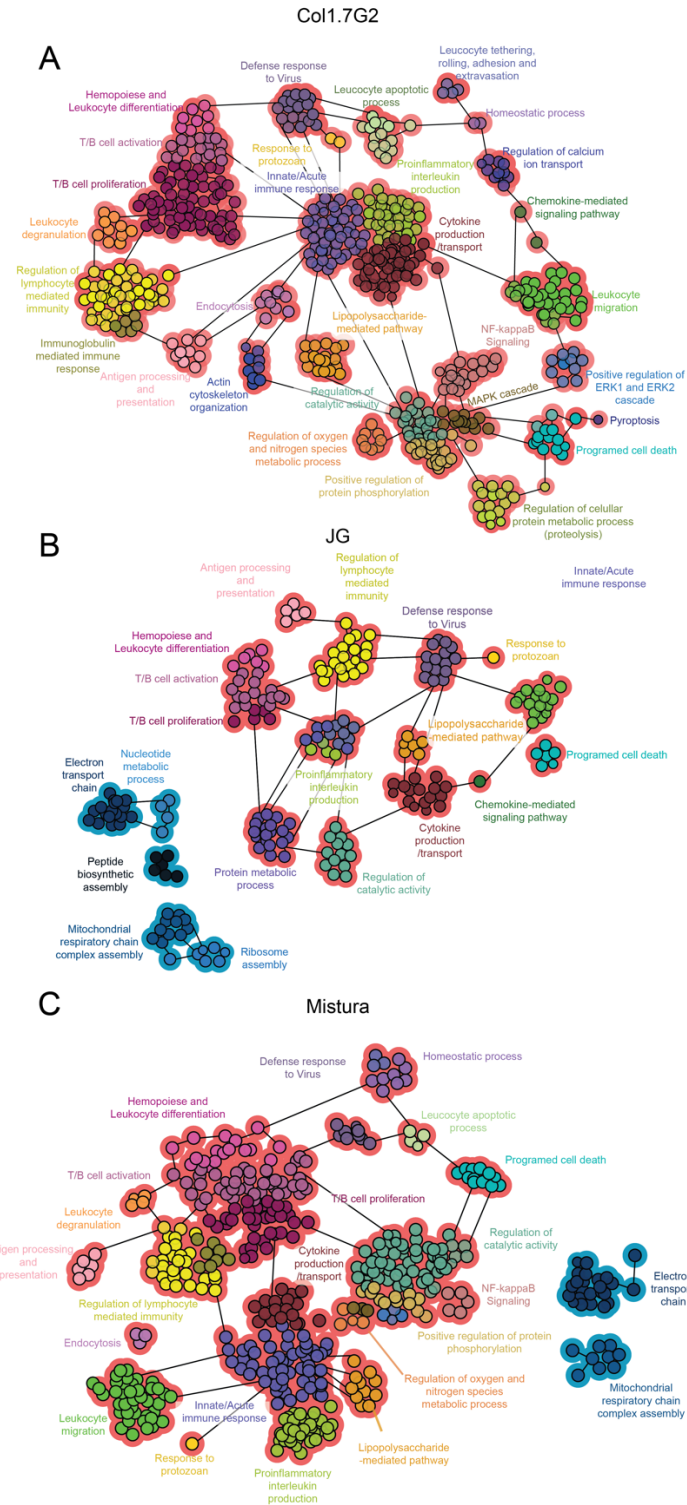 Col1.7G2
A
Leucocyte tethering,
rolling, adhesion and
extravasation
Defense response
to Virus
Leucocyte apoptotic
process
Hemopoiese and
Leukocyte differentiation
Homeostatic process
T/B cell activation
Response to
protozoan
Regulation of calcium
ion transport
Proinflammatory
interleukin
production
Innate/Acute
immune response
T/B cell proliferation
Chemokine-mediated
signaling pathway
Cytokine
production
/transport
Leukocyte
degranulation
Regulation of
lymphocyte
mediated
immunity
Endocytosis
Leukocyte
migration
Lipopolysaccharide-
mediated pathway
NF-kappaB
Signaling
Immunoglobulin
mediated immune
response
Antigen processing
and
presentation
Actin
cytoskeleton
organization
Regulation of
catalytic activity
MAPK cascade
Positive regulation of
ERK1 and ERK2
cascade
Pyroptosis
Regulation of oxygen
and nitrogen species
metabolic process
Programed cell death
Positive regulation of
protein phosphorylation
Regulation of celular
protein metabolic process
(proteolysis)
B
JG
Antigen processing
and
presentation
Regulation of
lymphocyte
mediated
immunity
Innate/Acute
immune response
Defense response
to Virus
Hemopoiese and
Leukocyte differentiation
Response to
protozoan
T/B cell activation
T/B cell proliferation
Lipopolysaccharide
-mediated pathway
Electron
transport
chain
Nucleotide
metabolic
process
Proinflammatory
interleukin
production
Programed cell death
Chemokine-mediated
signaling pathway
Cytokine
production
/transport
Peptide
biosynthetic
assembly
Protein metabolic
process
Regulation of
catalytic activity
Mitochondrial
respiratory chain
complex assembly
Ribosome
assembly
C
Mistura
Defense response
to Virus
Homeostatic process
Hemopoiese and
Leukocyte differentiation
Leucocyte apoptotic
process
T/B cell activation
Programed cell death
T/B cell proliferation
Leukocyte
degranulation
Regulation of
catalytic activity
Cytokine
production
/transport
tigen processing
and
presentation
Electro
transpo
chain
NF-kappaB
Signaling
Regulation of lymphocyte
mediated immunity
Positive regulation of protein
phosphorylation
Endocytosis
Regulation of oxygen and
nitrogen species
metabolic process
Mitochondrial
respiratory chain
complex assembly
Innate/Acute
immune response
Leukocyte
migration
Lipopolysaccharide
-mediated pathway
Response to
protozoan
Proinflammatory
interleukin
production